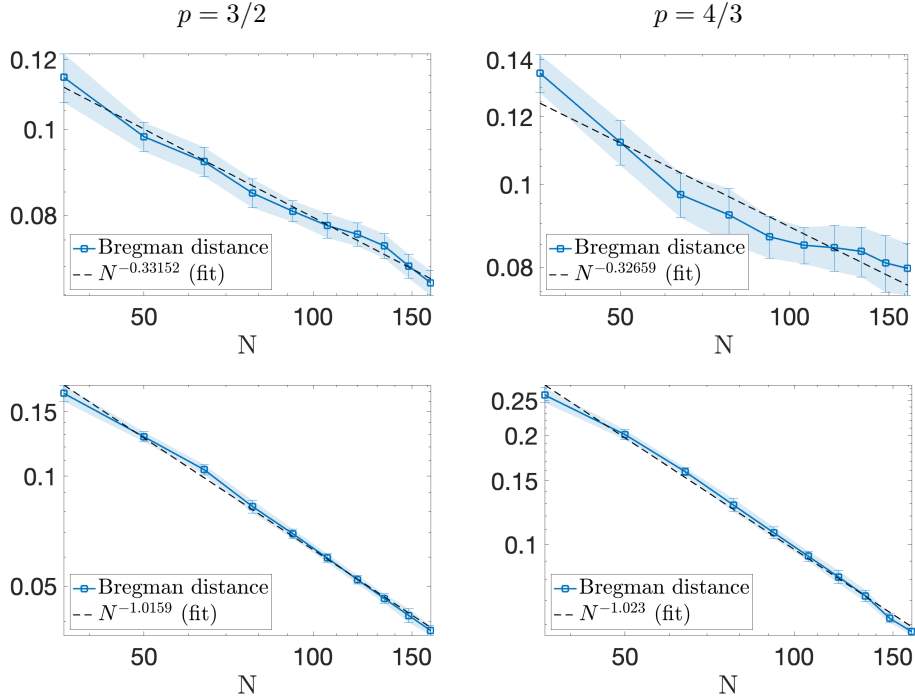 p = 3/2
p = 4/3
0.12
0.1
0.08
Bregman distance
N^{-0.33152} (fit)
50
100
150
N
0.14
0.12
0.1
0.08
Bregman distance
N^{-0.32659} (fit)
50
100
150
N
0.15
0.1
0.05
Bregman distance
N^{-1.0159} (fit)
50
100
150
N
0.25
0.2
0.15
0.1
Bregman distance
N^{-1.023} (fit)
50
100
150
N